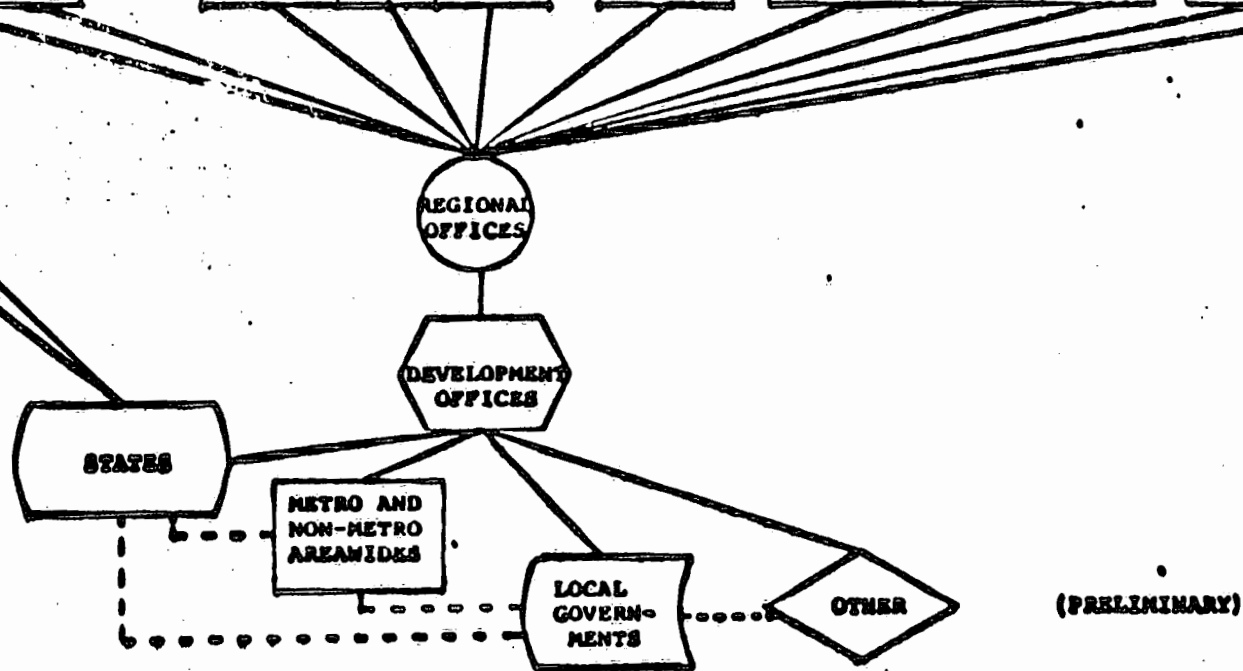 REGIONAL
OFFICES
DEVELOPMENT
OFFICES
STATES
METRO AND
NON-METRO
AREAWIDES
LOCAL
GOVERN-
MENTS
OTHER
(PRELIMINARY)